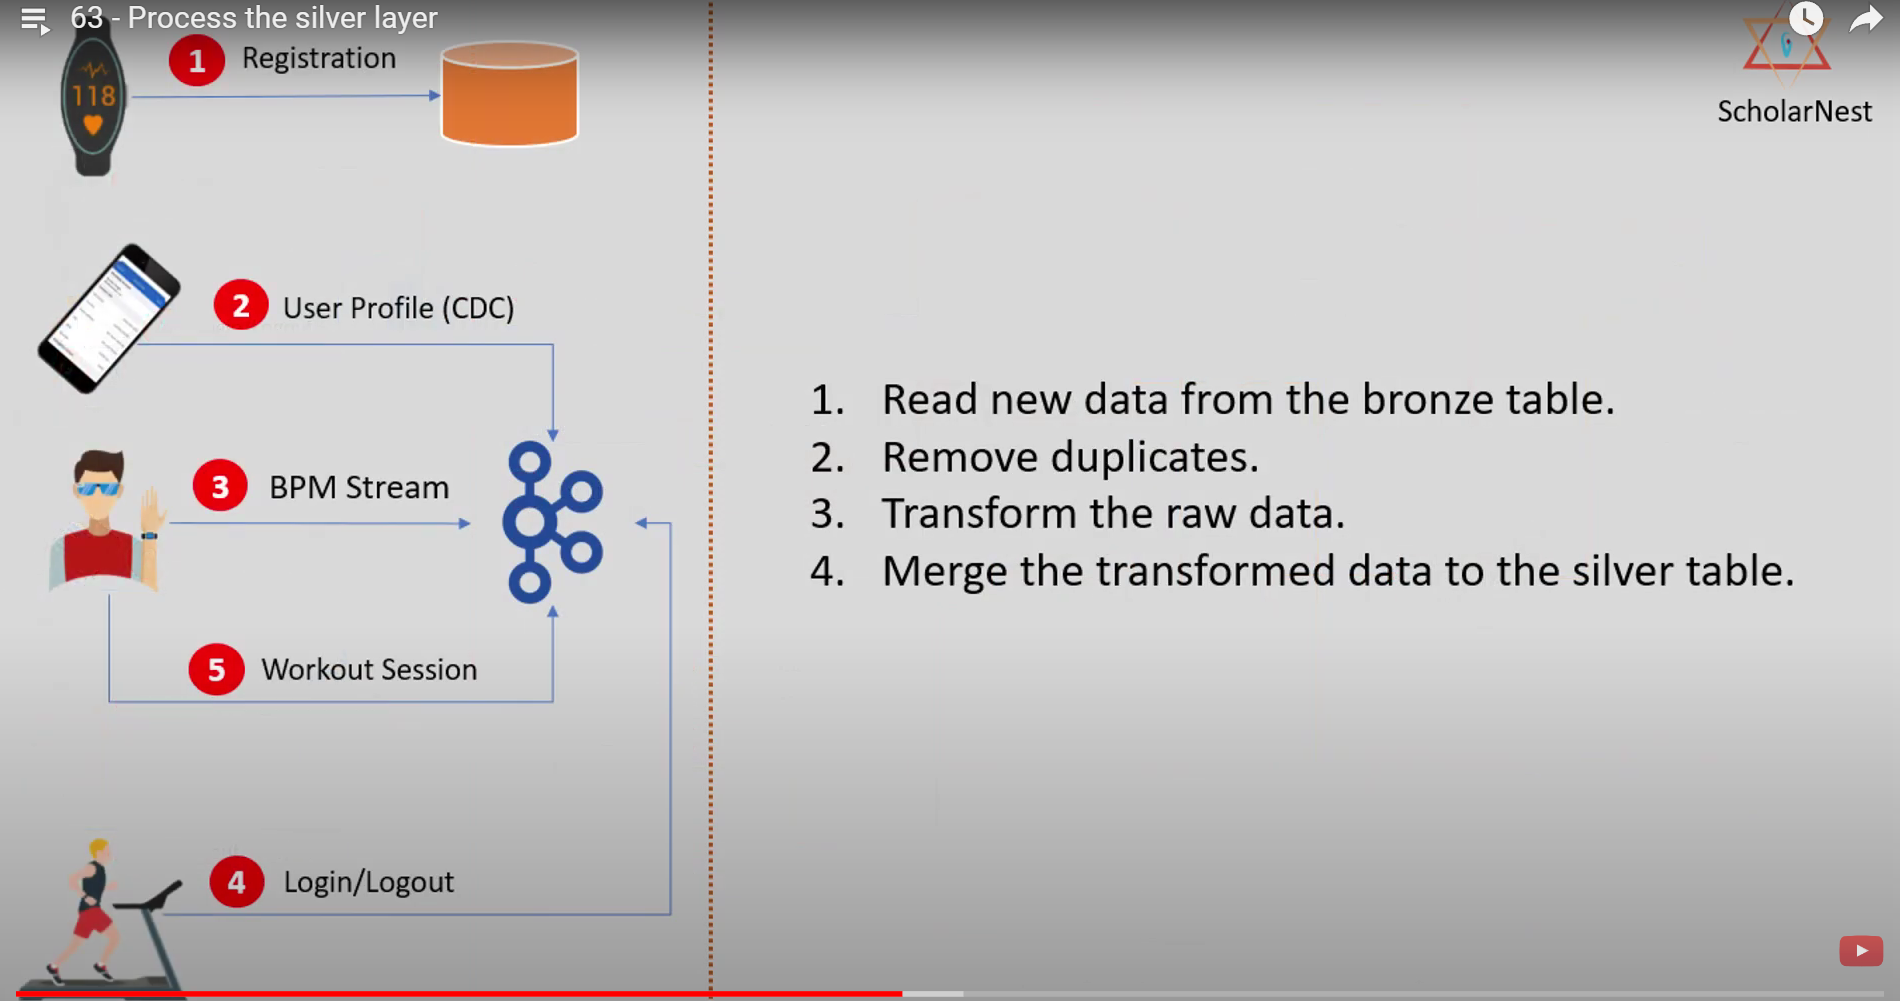 63 - Process the silver layer
1 Registration
118
2 User Profile (CDC)
3 BPM Stream
5 Workout Session
4 Login/Logout
ScholarNest
1. Read new data from the bronze table.
2. Remove duplicates.
3. Transform the raw data.
4. Merge the transformed data to the silver table.